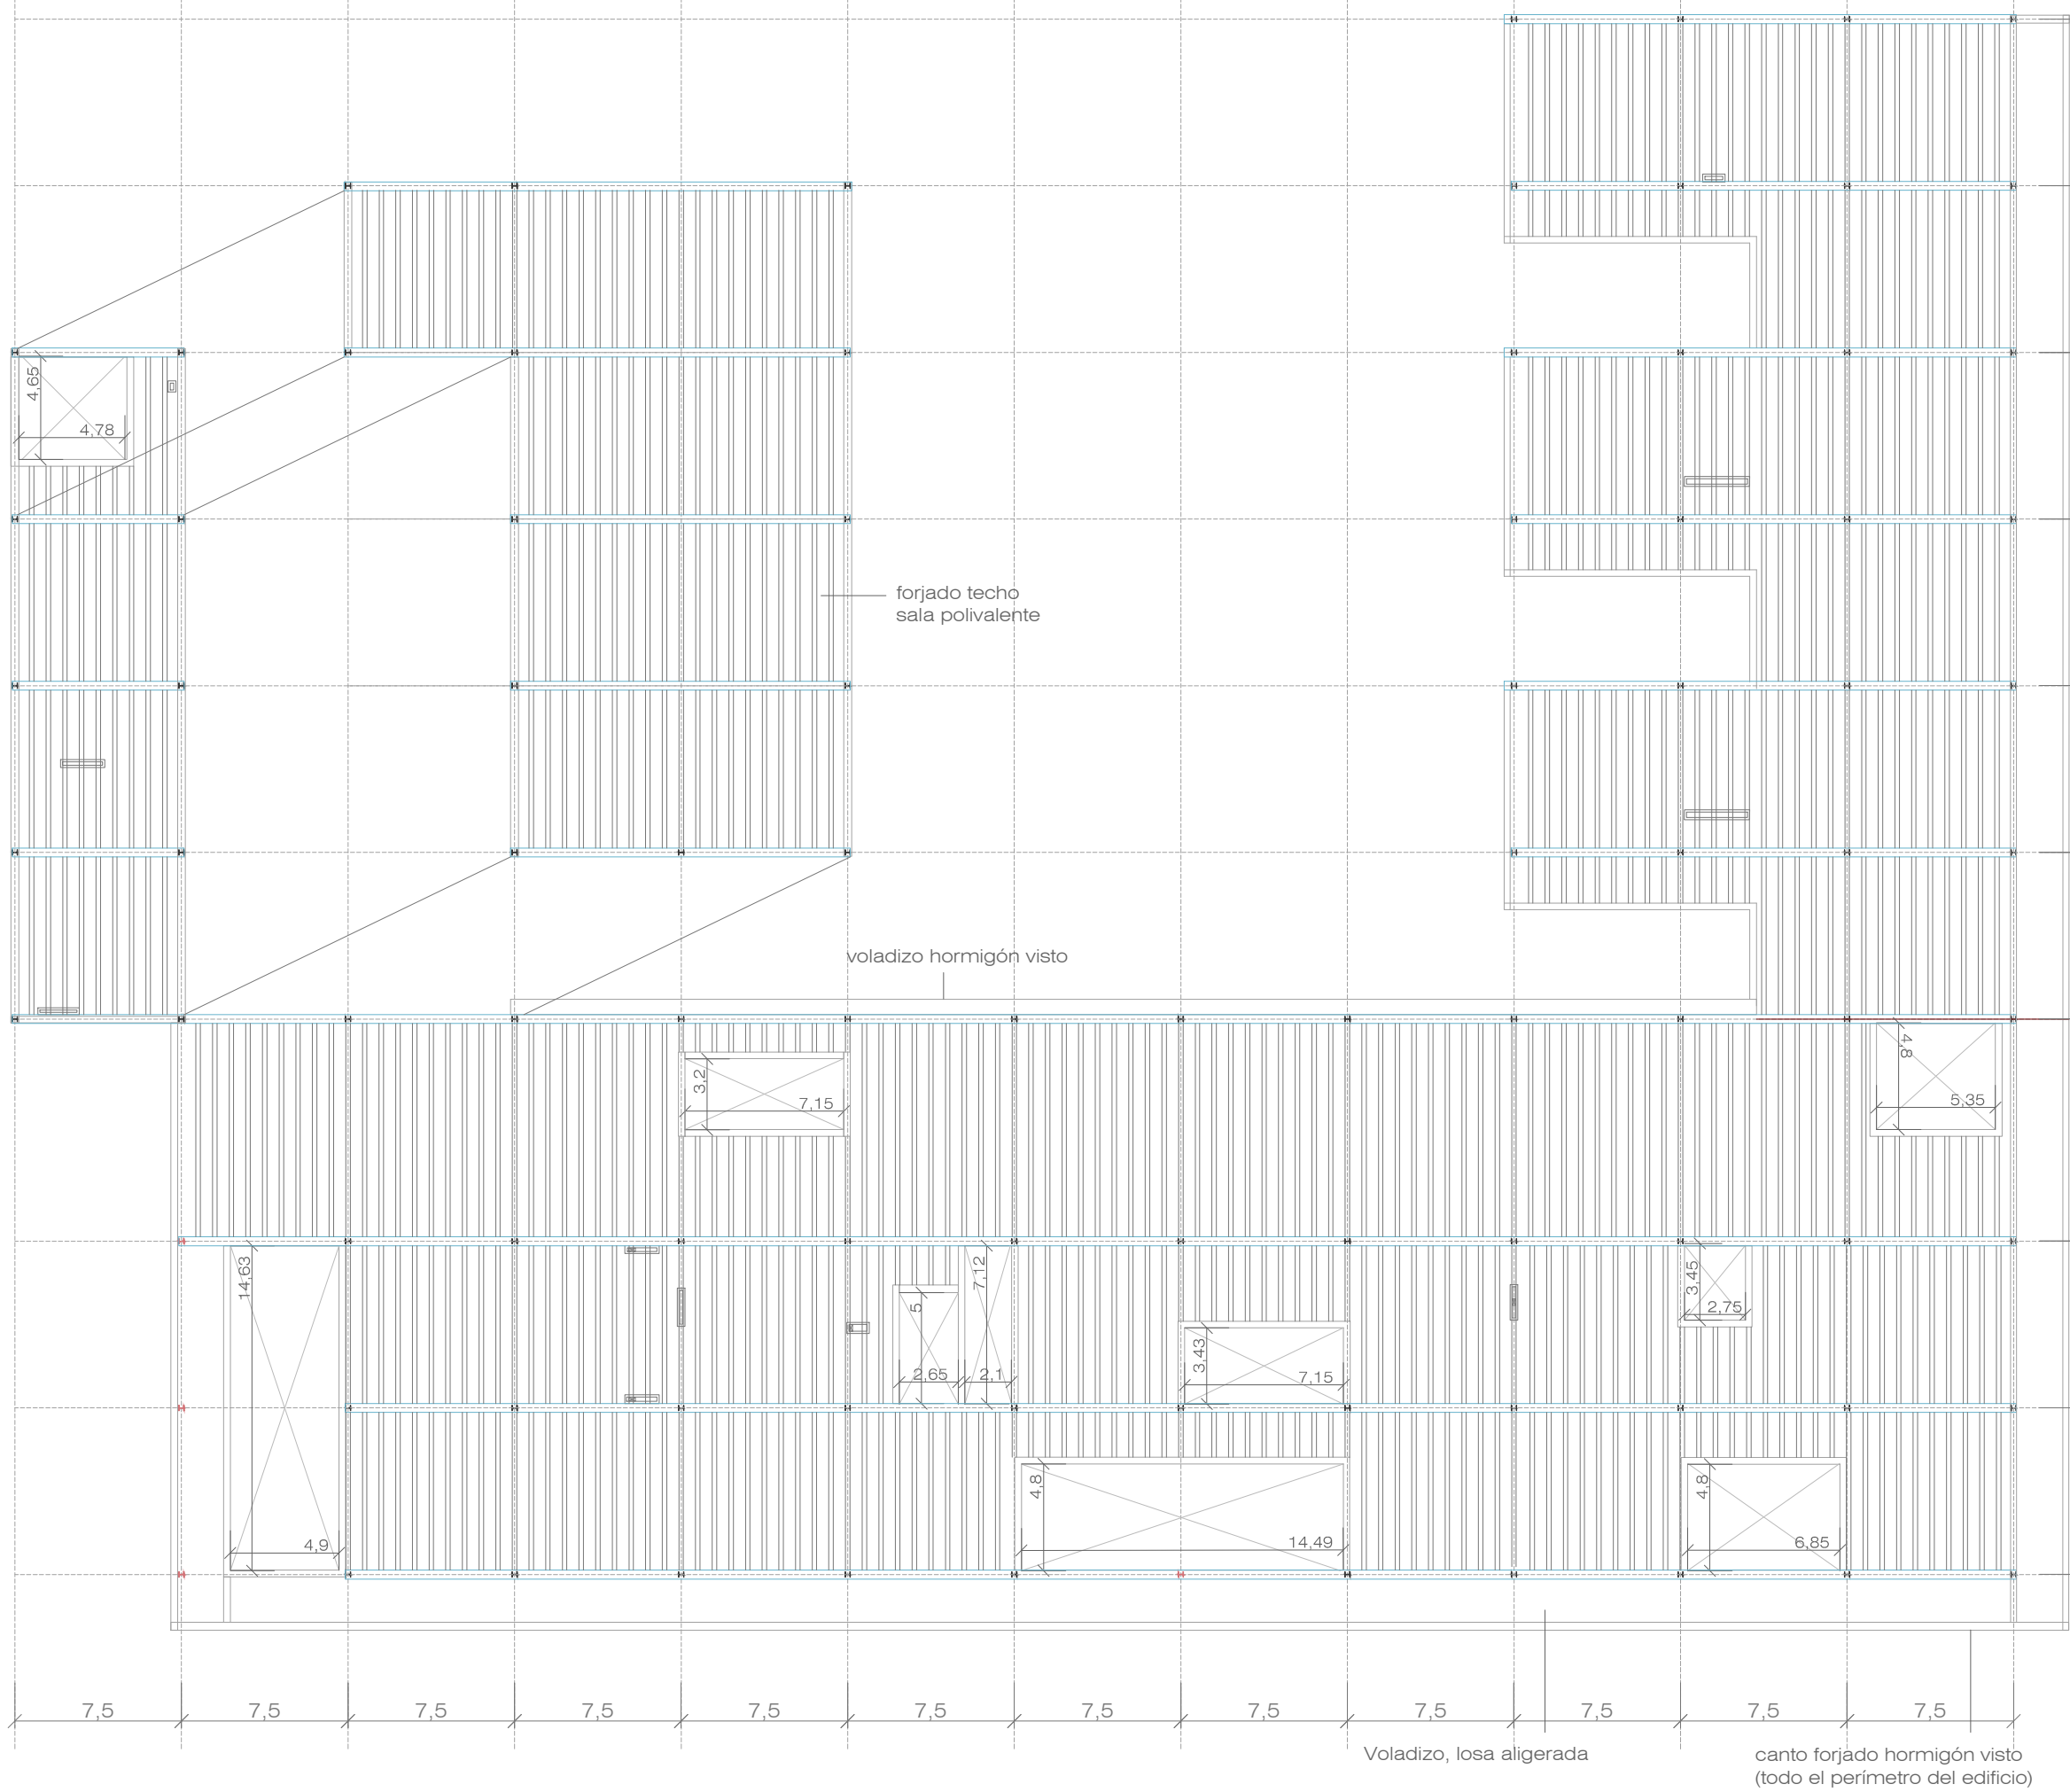 4,65
4,78
forjado techo
sala polivalente
voladizo hormigón visto
3,2
7,15
4,8
5,35
14,63
4,9
5
2,65
7,12
2,1
3,43
7,15
3,45
2,75
4,8
14,49
4,8
6,85
7,5 7,5 7,5 7,5 7,5 7,5 7,5 7,5 7,5 7,5 7,5 7,5
Voladizo, losa aligerada
canto forjado hormigón visto
(todo el perímetro del edificio)